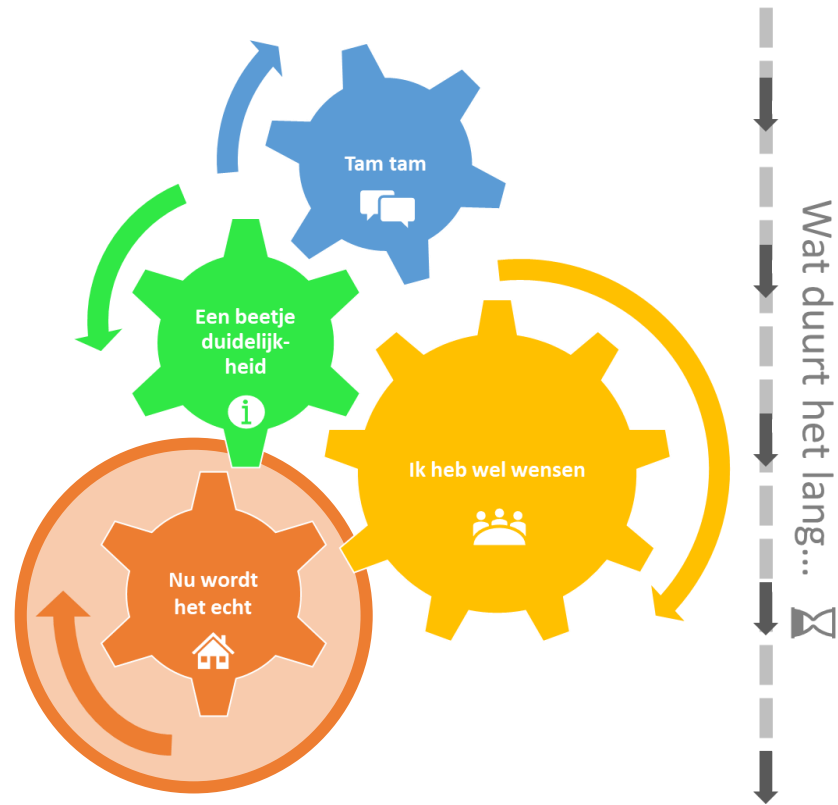 Tam tam
Een beetje
duidelijk-
heid
Ik heb wel wensen
Nu wordt
het echt
Wat duurt het lang...